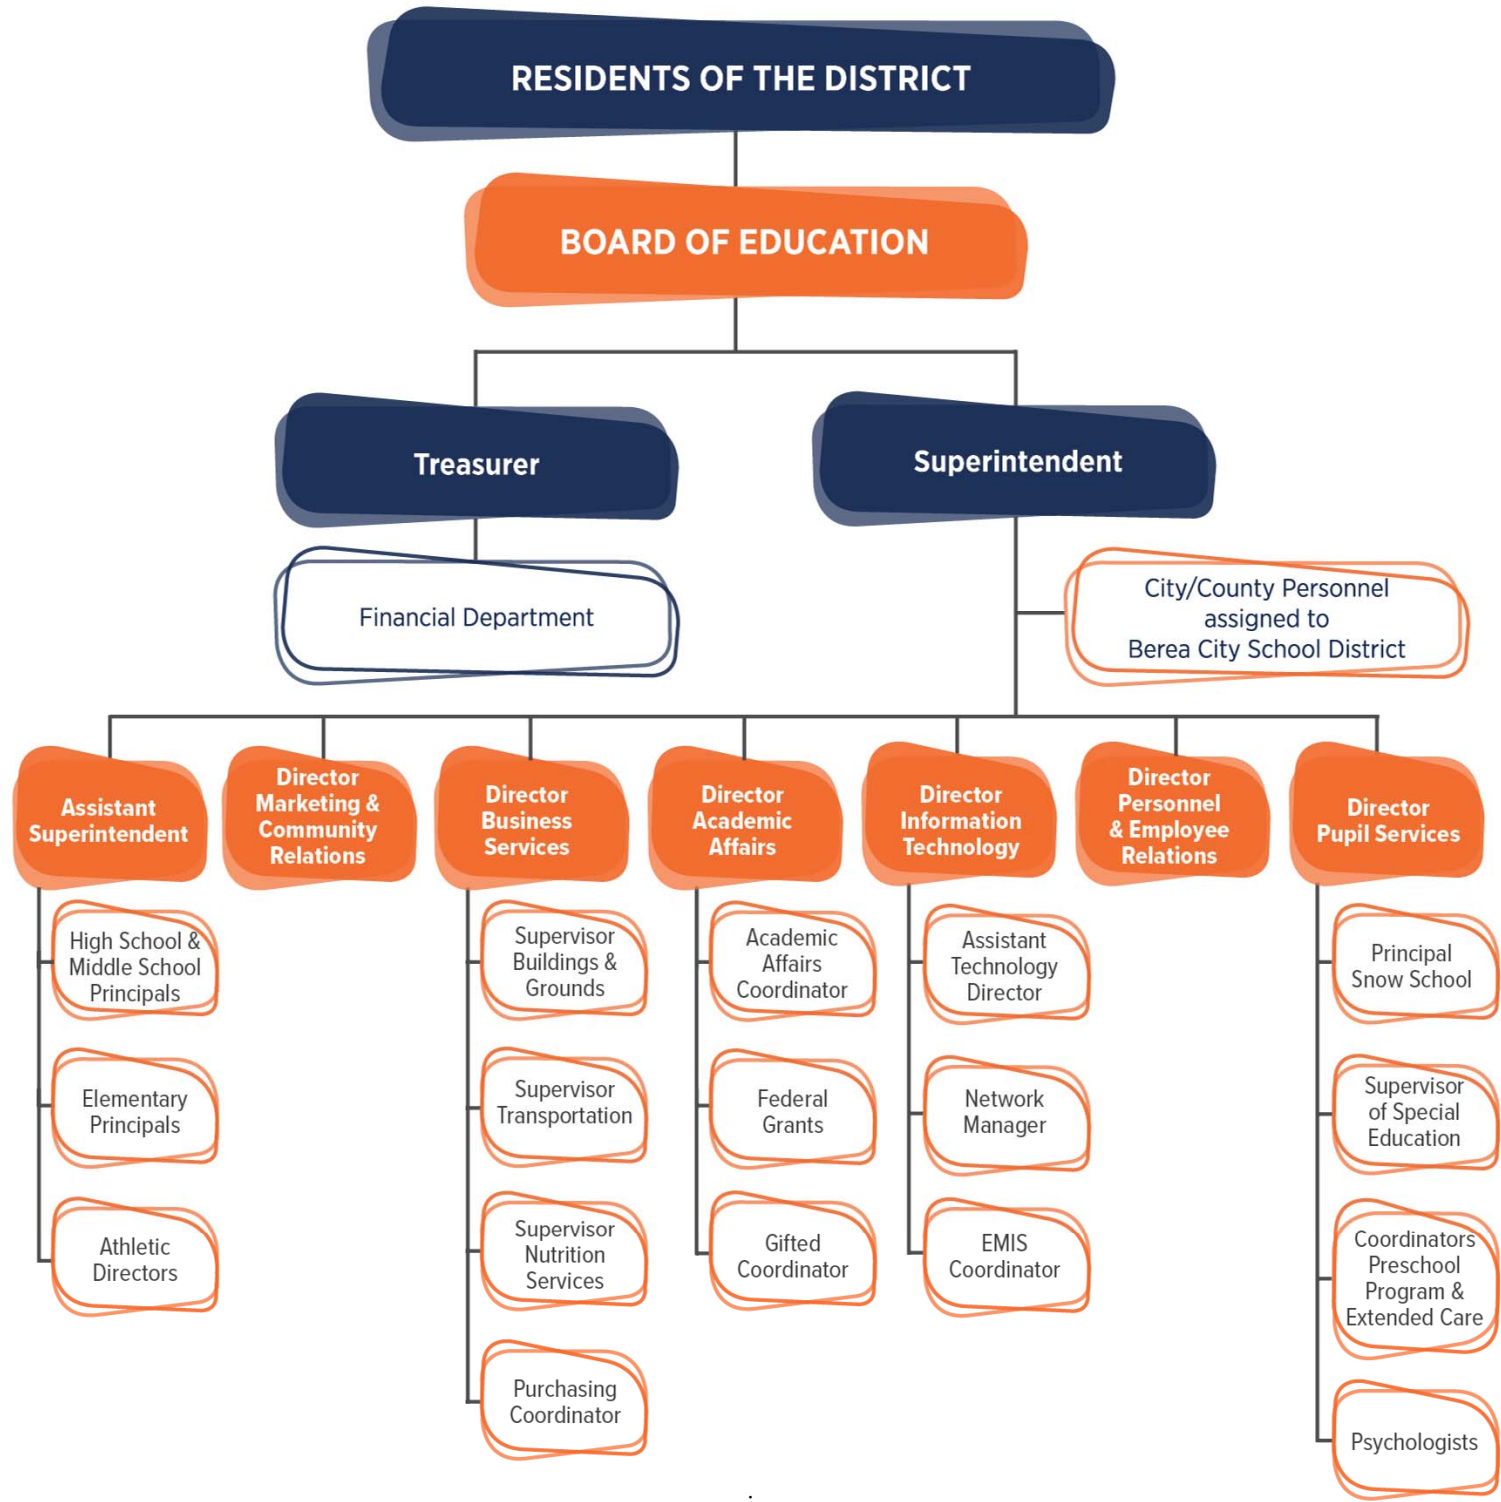 RESIDENTS OF THE DISTRICT
BOARD OF EDUCATION
Treasurer
Superintendent
Financial Department
City/County Personnel
assigned to
Berea City School District
Assistant
Superintendent
Director
Marketing &
Community
Relations
Director
Business
Services
Director
Academic
Affairs
Director
Information
Technology
Director
Personnel
& Employee
Relations
Director
Pupil Services
High School &
Middle School
Principals
Elementary
Principals
Athletic
Directors
Supervisor
Buildings &
Grounds
Supervisor
Transportation
Supervisor
Nutrition
Services
Purchasing
Coordinator
Academic
Affairs
Coordinator
Federal
Grants
Gifted
Coordinator
Assistant
Technology
Director
Network
Manager
EMIS
Coordinator
Principal
Snow School
Supervisor
of Special
Education
Coordinators
Preschool
Program &
Extended Care
Psychologists
.